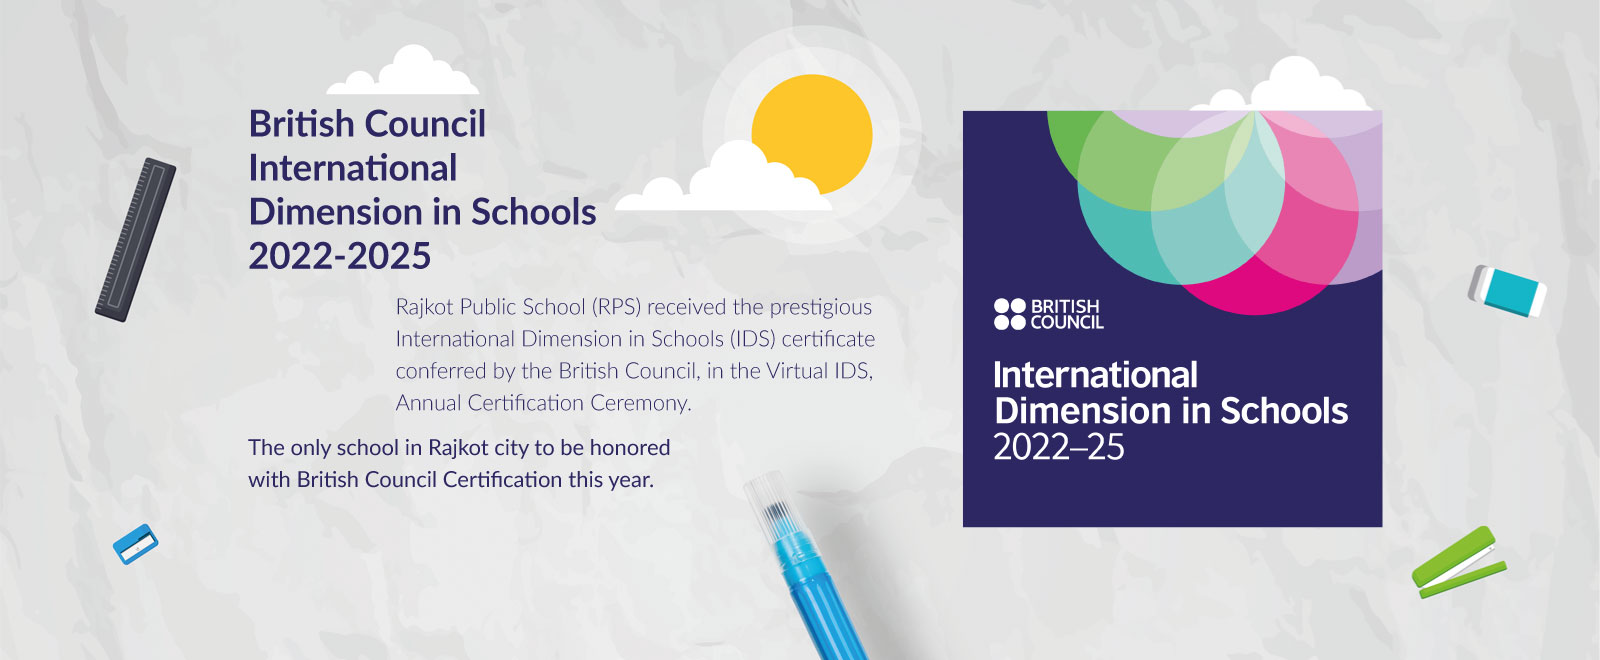 British Council
International
Dimension in Schools
2022-2025
Rajkot Public School (RPS) received the prestigious
International Dimension in Schools (IDS) certificate
conferred by the British Council, in the Virtual IDS,
Annual Certification Ceremony.
The only school in Rajkot city to be honored
with British Council Certification this year.
BRITISH
COUNCIL
International
Dimension in Schools
2022–25